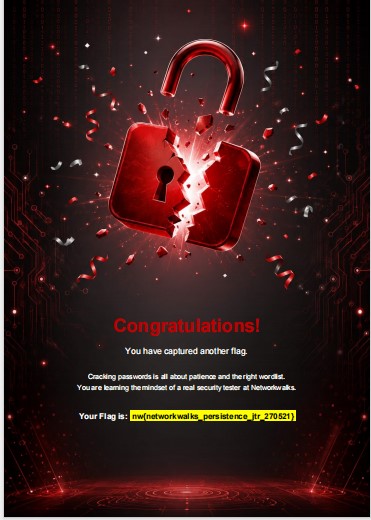 Congratulations!
You have captured another flag.
Cracking passwords is all about patience and the right wordlist.
You are learning the mindset of a real security tester at Networkwalks.
Your Flag is: nw{networkwalks_persistence_jtr_270521}